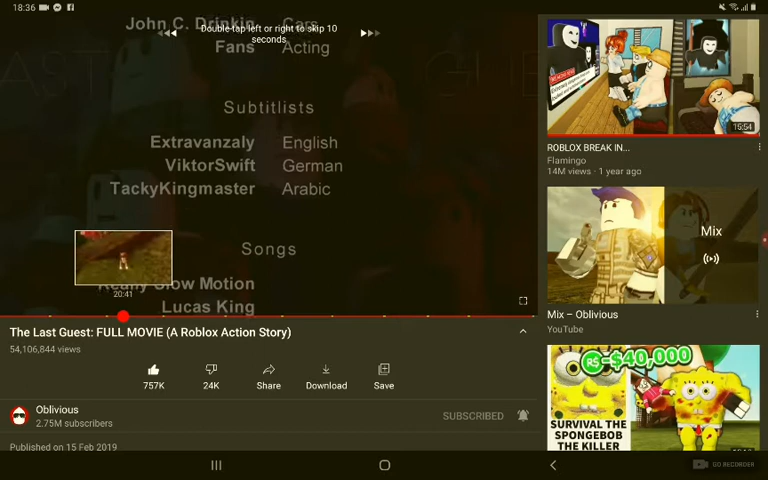 18:36
John C. Drinkin Cars
Double-tap left or right to skip 10
seconds
Fans Acting
Subtitlists
Extravanzaly English
ViktorSwift German
TackyKingmaster Arabic
Songs
Really Slow Motion
Lucas King
20:41
The Last Guest: FULL MOVIE (A Roblox Action Story)
54,106,844 views
757K
24K
Share
Download
Save
Oblivious
2.75M subscribers
SUBSCRIBED
Published on 15 Feb 2019
15:54
ROBLOX BREAK IN...
Flamingo
14M views · 1 year ago
Mix
Mix – Oblivious
YouTube
R$-$40,000
SURVIVAL THE
SPONGEBOB
THE KILLER
GO RECORDER